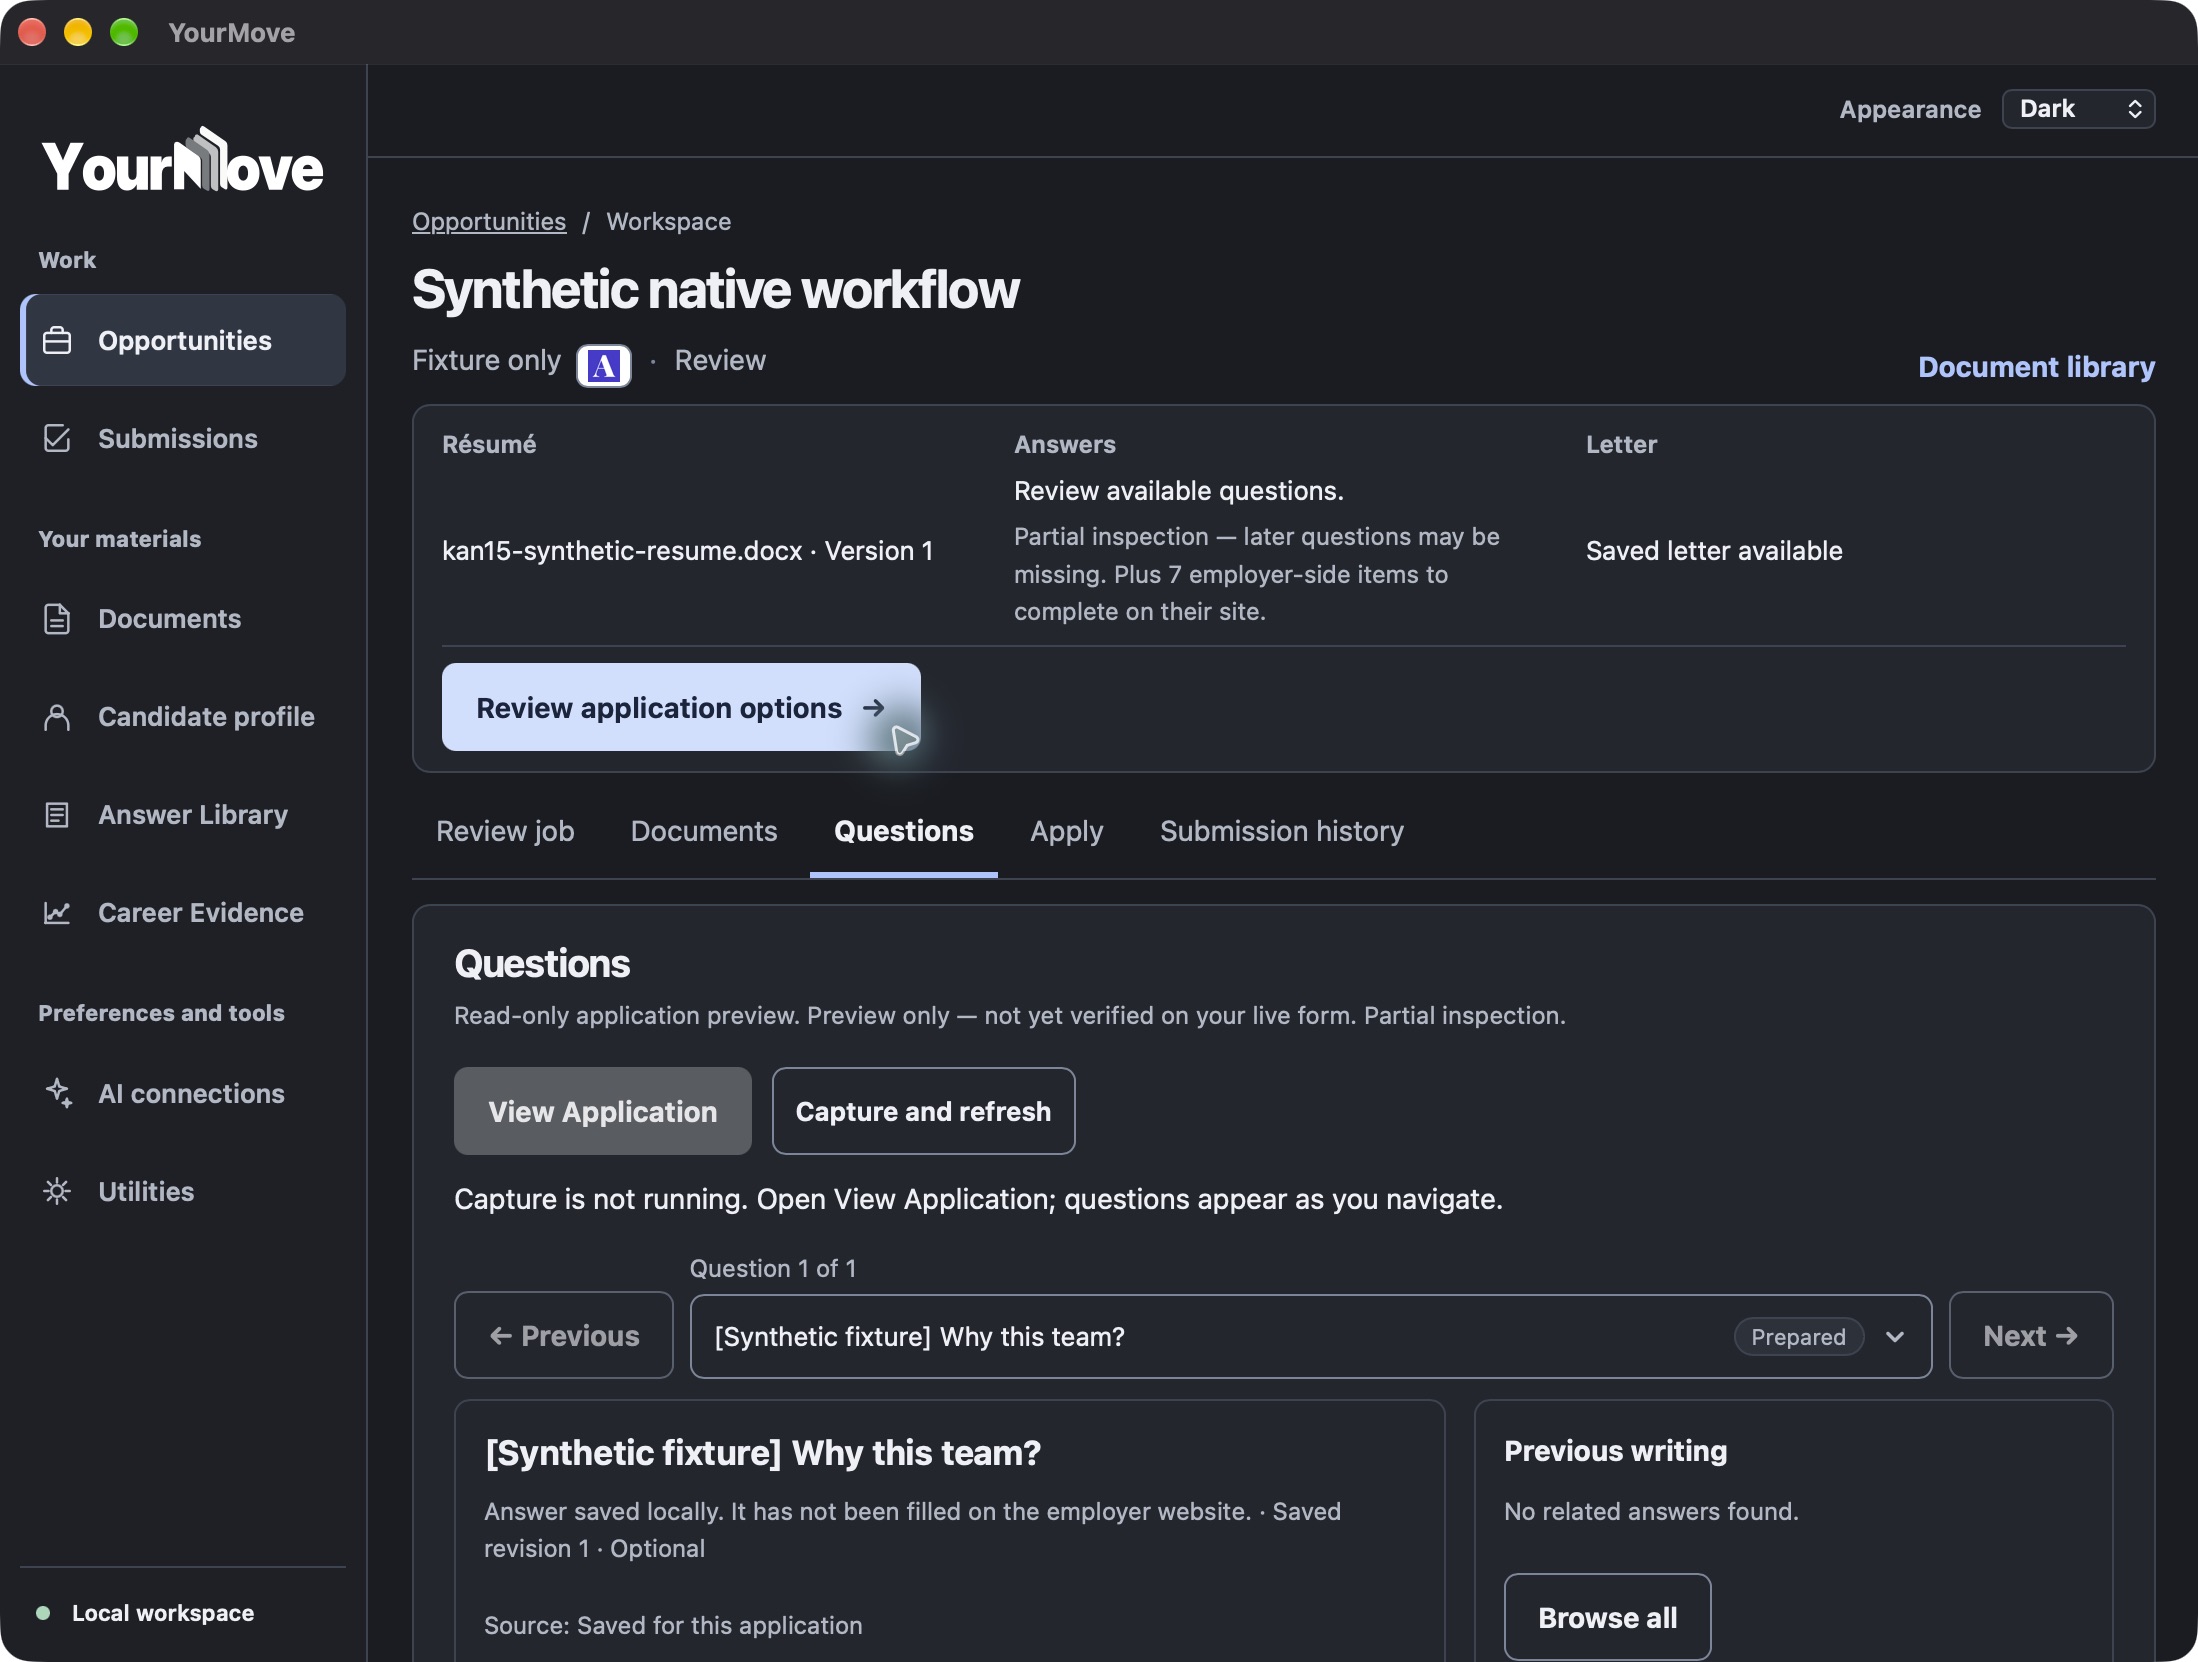 YourMove
YourMove
Work
Opportunities
Submissions
Your materials
Documents
Candidate profile
Answer Library
Career Evidence
Preferences and tools
AI connections
Utilities
Local workspace
Appearance
Dark
Opportunities / Workspace
Synthetic native workflow
Fixture only A · Review
Document library
Résumé
kan15-synthetic-resume.docx · Version 1
Answers
Review available questions.
Partial inspection — later questions may be
missing. Plus 7 employer-side items to
complete on their site.
Letter
Saved letter available
Review application options →
Review job
Documents
Questions
Apply
Submission history
Questions
Read-only application preview. Preview only — not yet verified on your live form. Partial inspection.
View Application
Capture and refresh
Capture is not running. Open View Application; questions appear as you navigate.
Question 1 of 1
← Previous
[Synthetic fixture] Why this team?
Prepared
Next →
[Synthetic fixture] Why this team?
Answer saved locally. It has not been filled on the employer website. · Saved
revision 1 · Optional
Source: Saved for this application
Previous writing
No related answers found.
Browse all